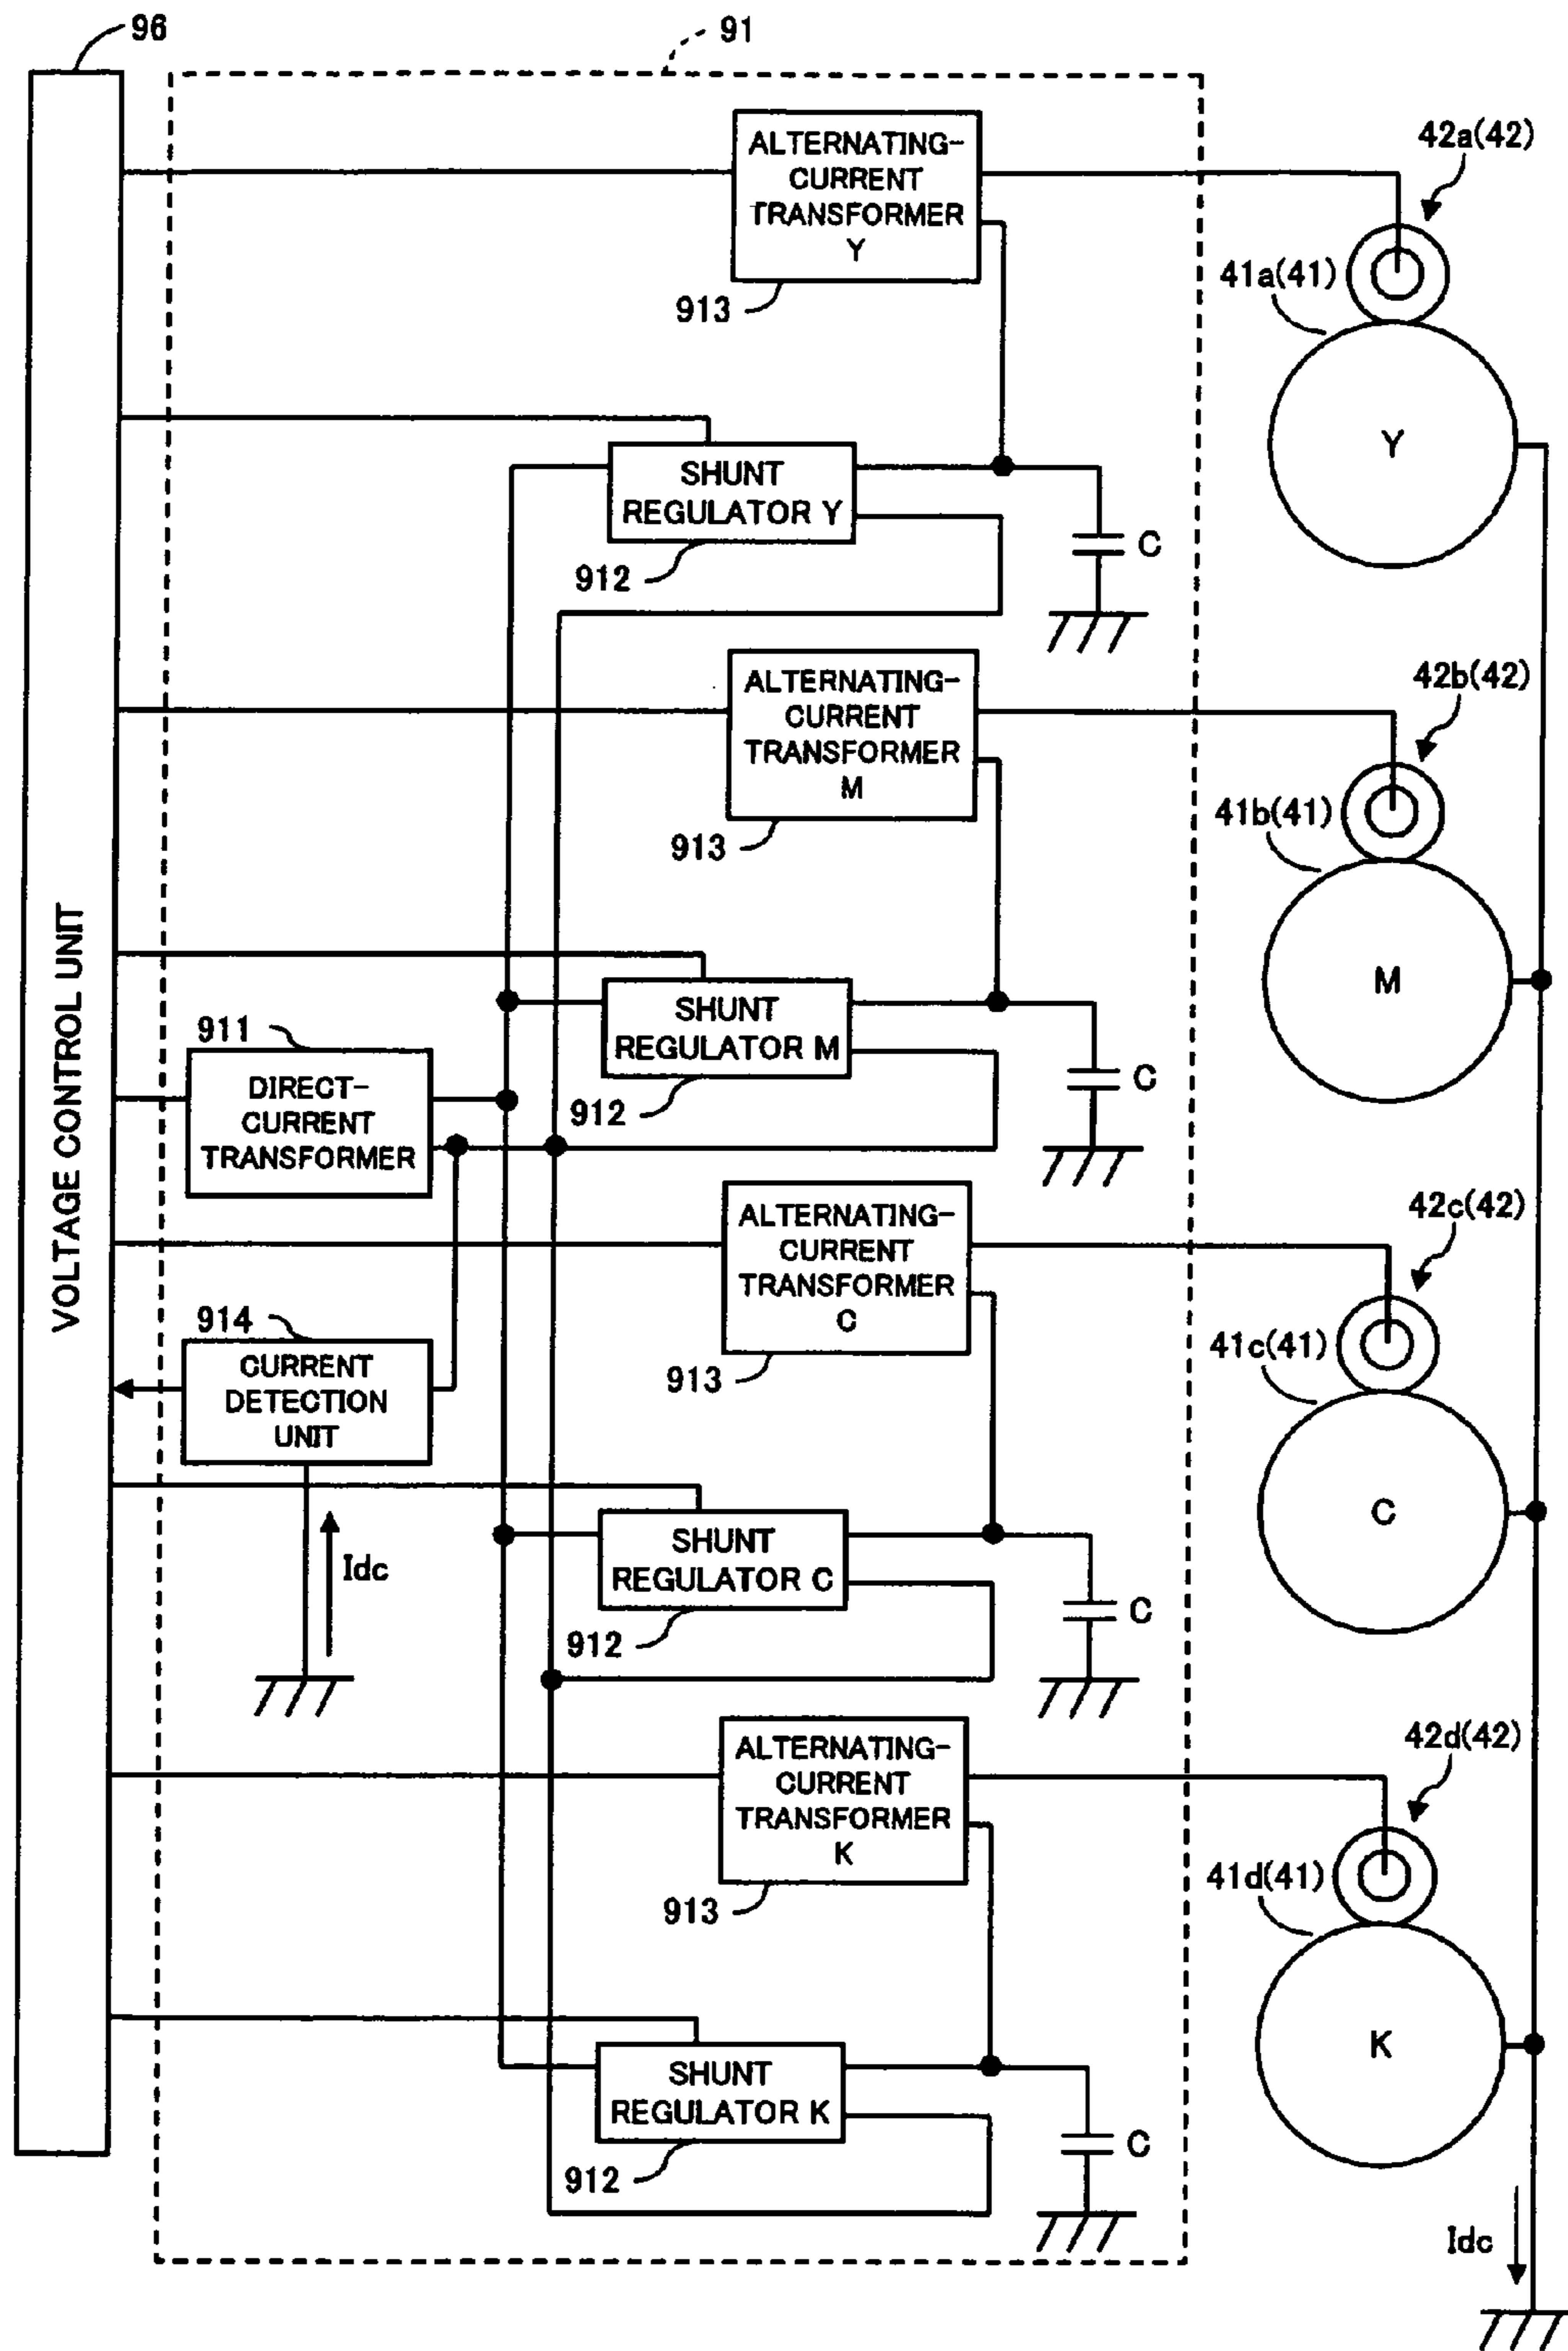 96
91
ALTERNATING-
CURRENT
TRANSFORMER
Y
913
42a(42)
41a(41)
Y
SHUNT
REGULATOR Y
912
C
ALTERNATING-
CURRENT
TRANSFORMER
M
913
42b(42)
41b(41)
M
VOLTAGE CONTROL UNIT
SHUNT
REGULATOR M
912
C
911
DIRECT-
CURRENT
TRANSFORMER
ALTERNATING-
CURRENT
TRANSFORMER
C
913
42c(42)
41c(41)
C
914
CURRENT
DETECTION
UNIT
Idc
SHUNT
REGULATOR C
912
C
ALTERNATING-
CURRENT
TRANSFORMER
K
913
42d(42)
41d(41)
K
SHUNT
REGULATOR K
912
C
Idc